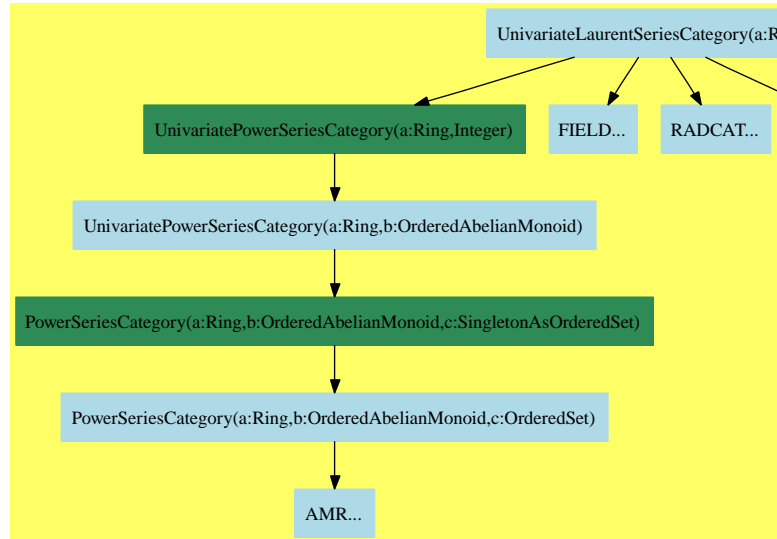 UnivariateLaurentSeriesCategory(a:R
UnivariatePowerSeriesCategory(a:Ring,Integer)
FIELD...
RADCAT...
UnivariatePowerSeriesCategory(a:Ring,b:OrderedAbelianMonoid)
PowerSeriesCategory(a:Ring,b:OrderedAbelianMonoid,c:SingletonAsOrderedSet)
PowerSeriesCategory(a:Ring,b:OrderedAbelianMonoid,c:OrderedSet)
AMR...